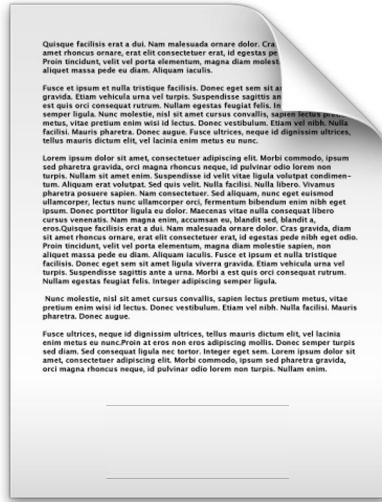 Quisque facilisis erat a dui. Nam malesuada ornare dolor. Cra
amet rhoncus ornare, erat elit consectetuer erat, id egestas pe
Proin tincidunt, velit vel porta elementum, magna diam molest
aliquet massa pede eu diam. Aliquam iaculis.
Fusce et ipsum et nulla tristique facilisis. Donec eget sem sit a
gravida. Etiam vehicula urna vel turpis. Suspendisse sagittis an
est quis orci consequat rutrum. Nullam egestas feugiat felis. In
semper ligula. Nunc molestie, nisl sit amet cursus convallis, sapien lectus
metus, vitae pretium enim wisi id lectus. Donec vestibulum. Etiam vel nibh. Nulla
facilisi. Mauris pharetra. Donec augue. Fusce ultrices, neque id dignissim ultrices,
tellus mauris dictum elit, vel lacinia enim metus eu nunc.
Lorem ipsum dolor sit amet, consectetuer adipiscing elit. Morbi commodo, ipsum
sed pharetra gravida, orci magna rhoncus neque, id pulvinar odio lorem non
turpis. Nullam sit amet enim. Suspendisse id velit vitae ligula volutpat condimen-
tum. Aliquam erat volutpat. Sed quis velit. Nulla facilisi. Nulla libero. Vivamus
pharetra posuere sapien. Nam consectetuer. Sed aliquam, nunc eget euismod
ullamcorper, lectus nunc ullamcorper orci, fermentum bibendum enim nibh eget
ipsum. Donec porttitor ligula eu dolor. Maecenas vitae nulla consequat libero
cursus venenatis. Nam magna enim, accumsan eu, blandit sed, blandit a,
eros.Quisque facilisis erat a dui. Nam malesuada ornare dolor. Cras gravida, diam
sit amet rhoncus ornare, erat elit consectetuer erat, id egestas pede nibh eget odio.
Proin tincidunt, velit vel porta elementum, magna diam molestie sapien, non
aliquet massa pede eu diam. Aliquam iaculis. Fusce et ipsum et nulla tristique
facilisis. Donec eget sem sit amet ligula viverra gravida. Etiam vehicula urna vel
turpis. Suspendisse sagittis ante a urna. Morbi a est quis orci consequat rutrum.
Nullam egestas feugiat felis. Integer adipiscing semper ligula.
Nunc molestie, nisl sit amet cursus convallis, sapien lectus pretium metus, vitae
pretium enim wisi id lectus. Donec vestibulum. Etiam vel nibh. Nulla facilisi. Mauris
pharetra. Donec augue.
Fusce ultrices, neque id dignissim ultrices, tellus mauris dictum elit, vel lacinia
enim metus eu nunc.Proin at eros non eros adipiscing mollis. Donec semper turpis
sed diam. Sed consequat ligula nec tortor. Integer eget sem. Lorem ipsum dolor sit
amet, consectetuer adipiscing elit. Morbi commodo, ipsum sed pharetra gravida,
orci magna rhoncus neque, id pulvinar odio lorem non turpis. Nullam enim.